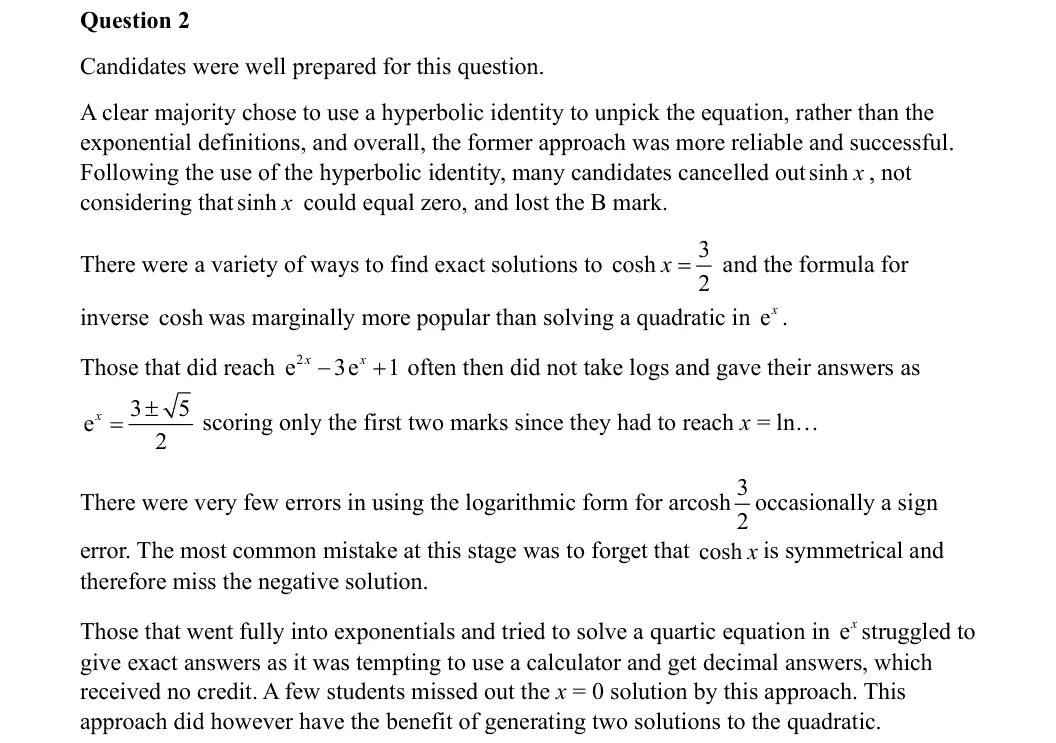 Question 2
Candidates were well prepared for this question.
A clear majority chose to use a hyperbolic identity to unpick the equation, rather than the
exponential definitions, and overall, the former approach was more reliable and successful.
Following the use of the hyperbolic identity, many candidates cancelled out sinh x , not
considering that sinh x could equal zero, and lost the B mark.
There were a variety of ways to find exact solutions to cosh x = 3/2 and the formula for
inverse cosh was marginally more popular than solving a quadratic in e^x .
Those that did reach e^{2x} − 3e^x + 1 often then did not take logs and gave their answers as
e^x = (3 ± √5)/2 scoring only the first two marks since they had to reach x = ln…
There were very few errors in using the logarithmic form for arcosh 3/2 occasionally a sign
error. The most common mistake at this stage was to forget that cosh x is symmetrical and
therefore miss the negative solution.
Those that went fully into exponentials and tried to solve a quartic equation in e^x struggled to
give exact answers as it was tempting to use a calculator and get decimal answers, which
received no credit. A few students missed out the x = 0 solution by this approach. This
approach did however have the benefit of generating two solutions to the quadratic.